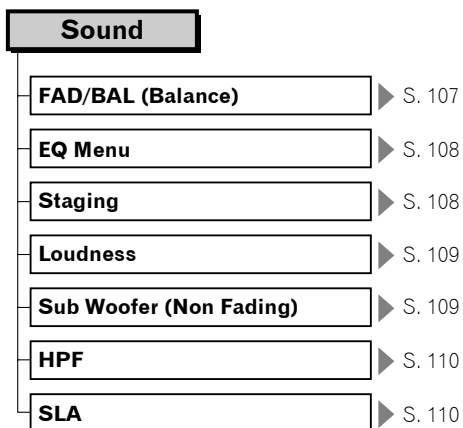 Sound
FAD/BAL (Balance) S. 107
EQ Menu S. 108
Staging S. 108
Loudness S. 109
Sub Woofer (Non Fading) S. 109
HPF S. 110
SLA S. 110